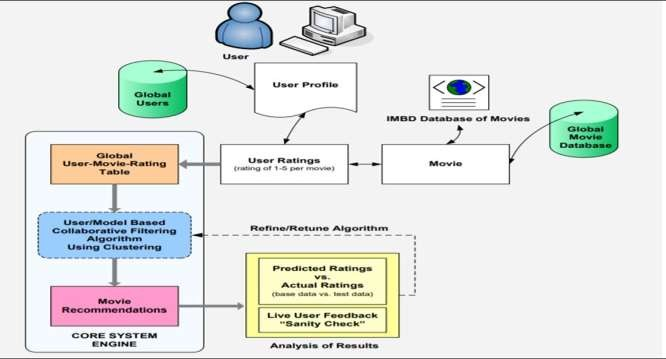 User
User Profile
Global
Users
IMBD Database of Movies
Global
Movie
Database
Global
User-Movie-Rating
Table
User Ratings
(rating of 1-5 per movie)
Movie
User/Model Based
Collaborative Filtering
Algorithm
Using Clustering
Refine/Retune Algorithm
Predicted Ratings
vs.
Actual Ratings
(base data vs. test data)
Movie
Recommendations
Live User Feedback
“Sanity Check”
CORE SYSTEM
ENGINE
Analysis of Results